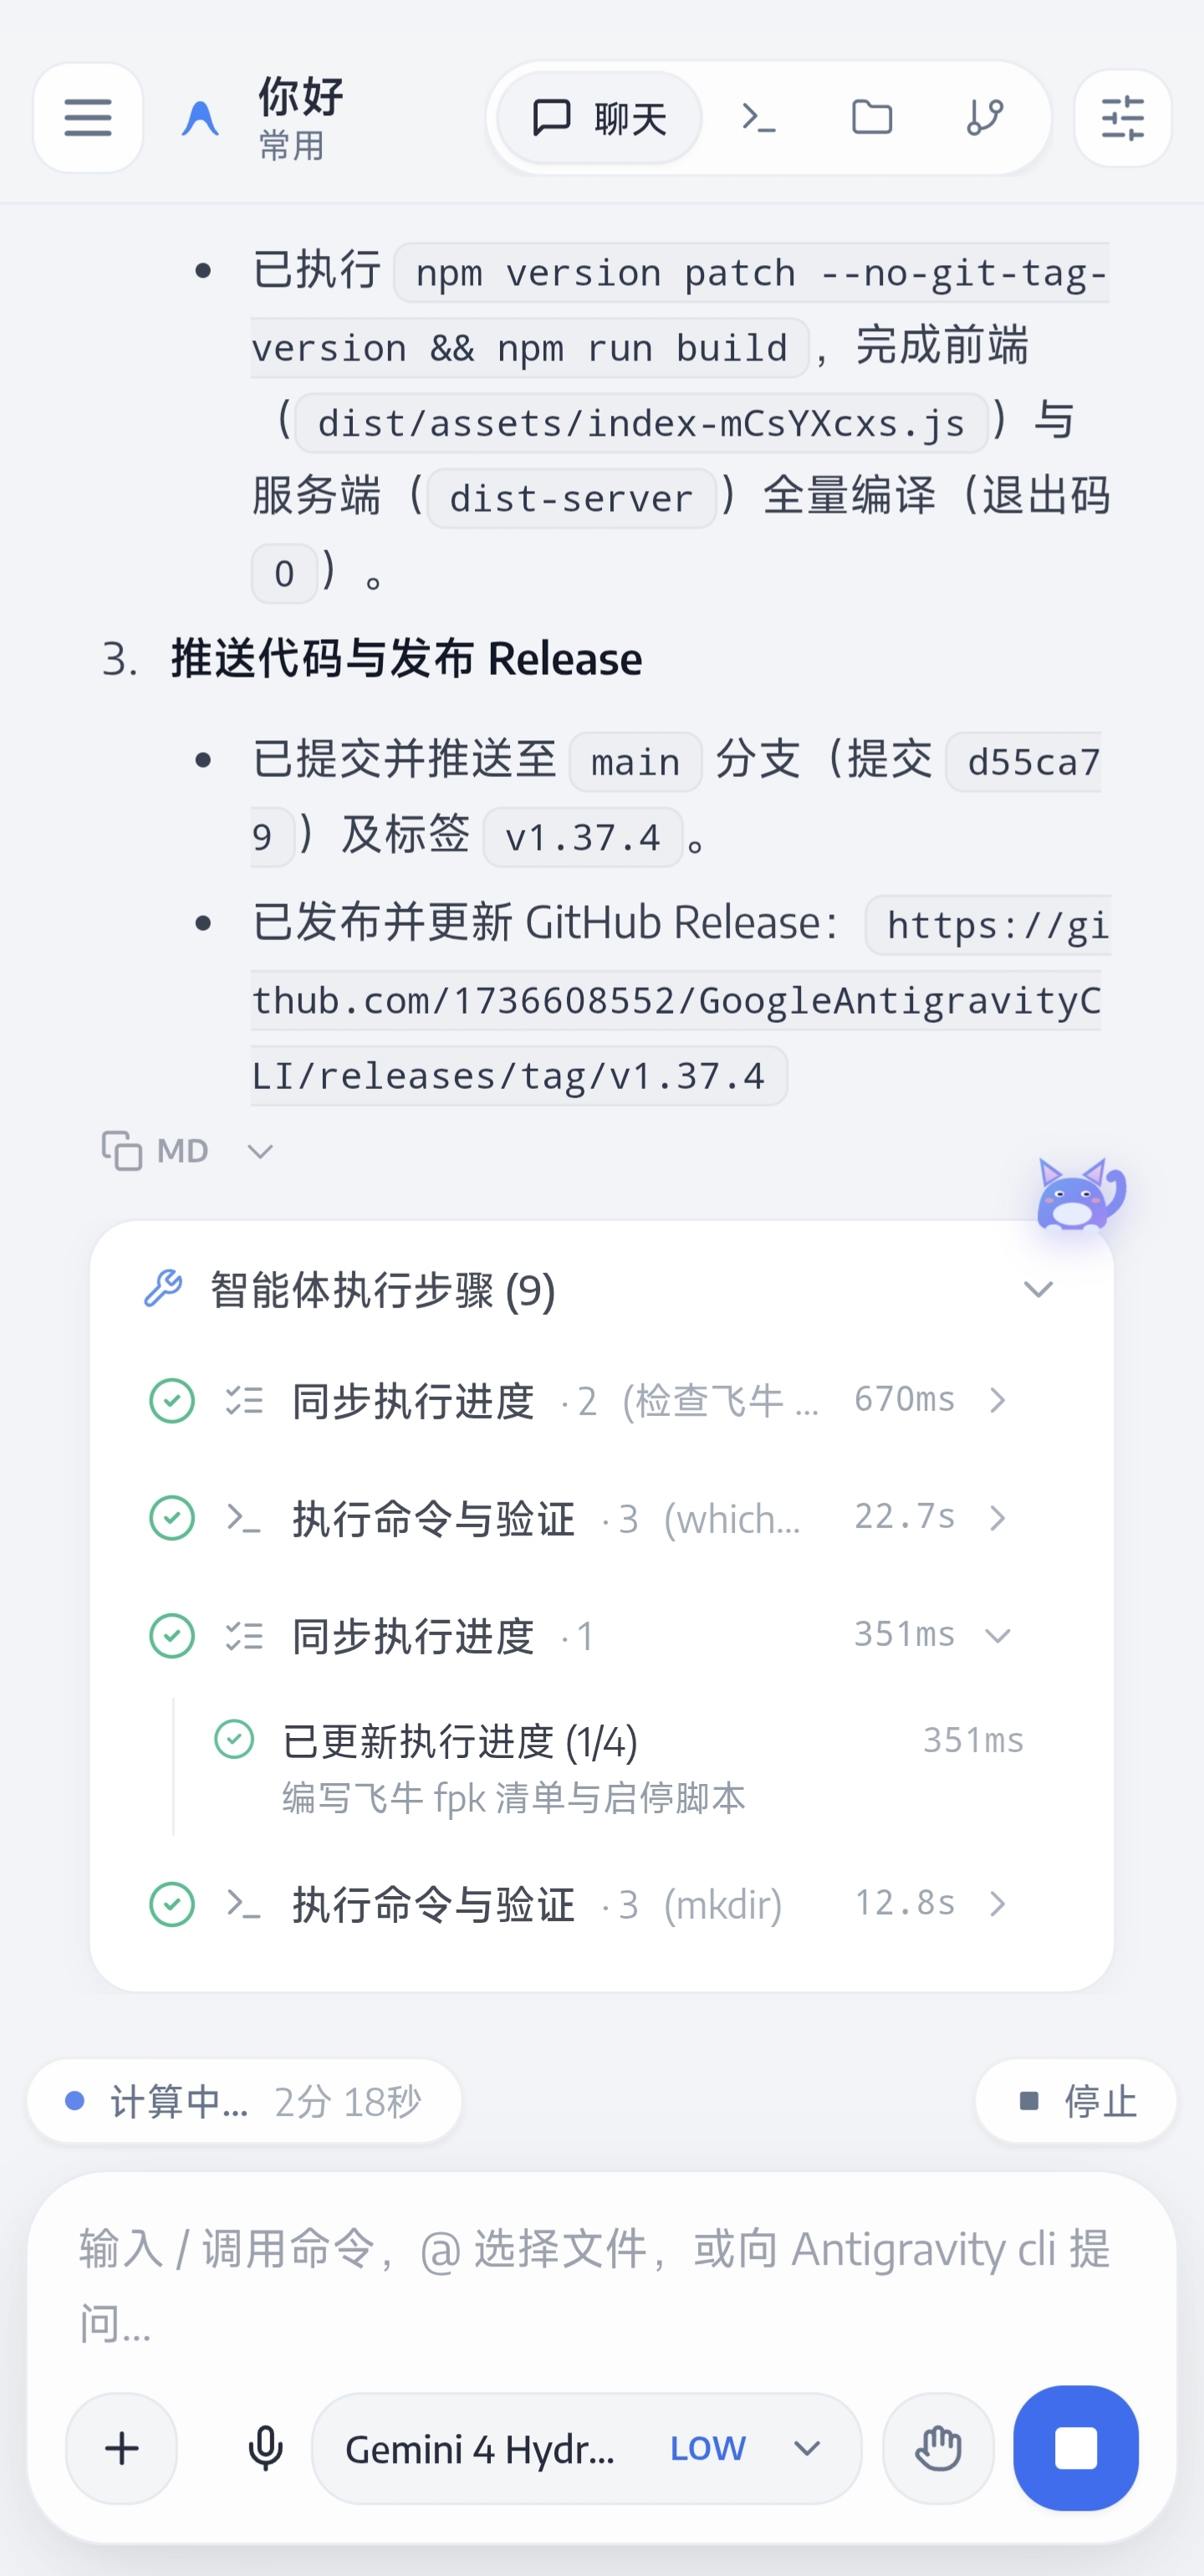 你好
常用
聊天
已执行 npm version patch --no-git-tag-
version && npm run build ，完成前端
（ dist/assets/index-mCsYXcxs.js ）与
服务端（ dist-server ）全量编译（退出码
0 ）。
3. 推送代码与发布 Release
已提交并推送至 main 分支（提交 d55ca7
9 ）及标签 v1.37.4 。
已发布并更新 GitHub Release： https://gi
thub.com/1736608552/GoogleAntigravityC
LI/releases/tag/v1.37.4
MD
智能体执行步骤 (9)
同步执行进度 · 2 (检查飞牛 ... 670ms
执行命令与验证 · 3 (which... 22.7s
同步执行进度 · 1 351ms
已更新执行进度 (1/4) 351ms
编写飞牛 fpk 清单与启停脚本
执行命令与验证 · 3 (mkdir) 12.8s
计算中... 2分 18秒 停止
输入 / 调用命令，@ 选择文件，或向 Antigravity cli 提
问...
Gemini 4 Hydr... LOW